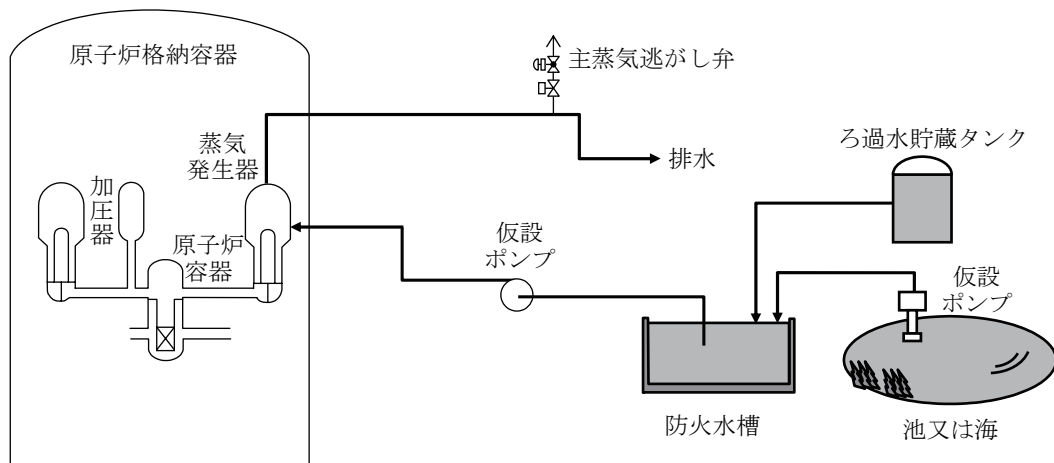 原子炉格納容器
主蒸気逃がし弁
蒸気
発生器
排水
ろ過水貯蔵タンク
加圧器
原子炉
容器
仮設
ポンプ
仮設
ポンプ
防火水槽
池又は海